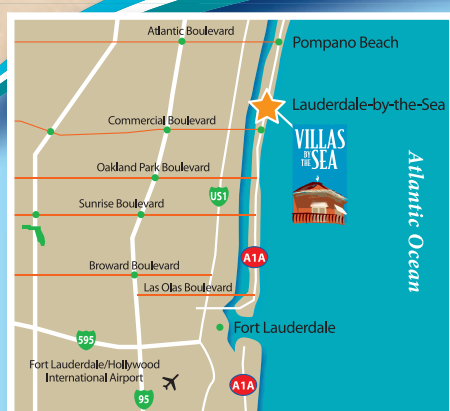 Atlantic Boulevard
Pompano Beach
Lauderdale-by-the-Sea
Commercial Boulevard
VILLAS
BY THE
SEA
Oakland Park Boulevard
US1
Sunrise Boulevard
Atlantic Ocean
Broward Boulevard
A1A
Las Olas Boulevard
Fort Lauderdale
595
Fort Lauderdale/Hollywood
International Airport
95
A1A